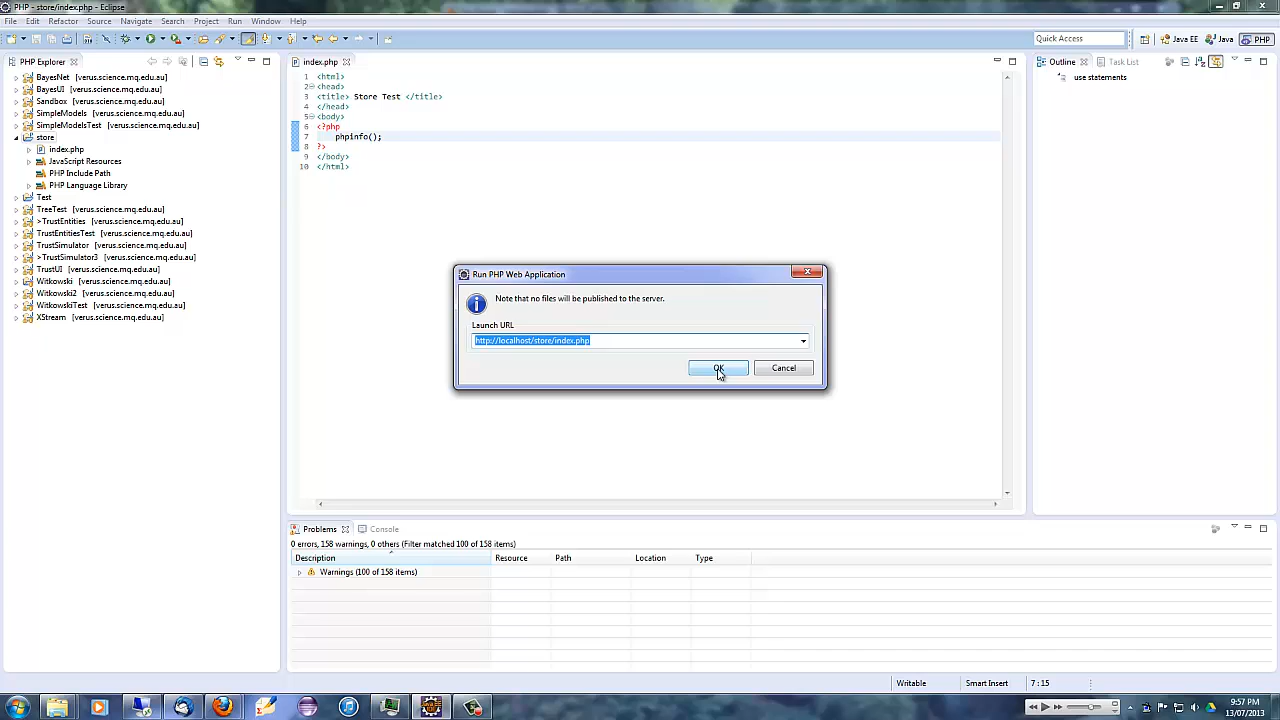 PHP - store/index.php - Eclipse
File Edit Refactor Source Navigate Search Project Run Window Help
Quick Access Java EE Java PHP
PHP Explorer
BayesNet [verus.science.mq.edu.au]
BayesUI [verus.science.mq.edu.au]
Sandbox [verus.science.mq.edu.au]
SimpleModels [verus.science.mq.edu.au]
SimpleModelsTest [verus.science.mq.edu.au]
store
index.php
JavaScript Resources
PHP Include Path
PHP Language Library
Test
TreeTest [verus.science.mq.edu.au]
>TrustEntities [verus.science.mq.edu.au]
TrustEntitiesTest [verus.science.mq.edu.au]
TrustSimulator [verus.science.mq.edu.au]
>TrustSimulator3 [verus.science.mq.edu.au]
TrustUI [verus.science.mq.edu.au]
Witkowski [verus.science.mq.edu.au]
Witkowski2 [verus.science.mq.edu.au]
WitkowskiTest [verus.science.mq.edu.au]
XStream [verus.science.mq.edu.au]
index.php
1 <html>
2 <head>
3 <title> Store Test </title>
4 </head>
5 <body>
6 <?php
7 phpinfo();
8 ?>
9 </body>
10 </html>
Outline Task List
use statements
Run PHP Web Application
Note that no files will be published to the server.
Launch URL
http://localhost/store/index.php
OK Cancel
Problems Console
0 errors, 158 warnings, 0 others (Filter matched 100 of 158 items)
Description Resource Path Location Type
Warnings (100 of 158 items)
Writable Smart Insert 7 : 15
9:57 PM
13/07/2013